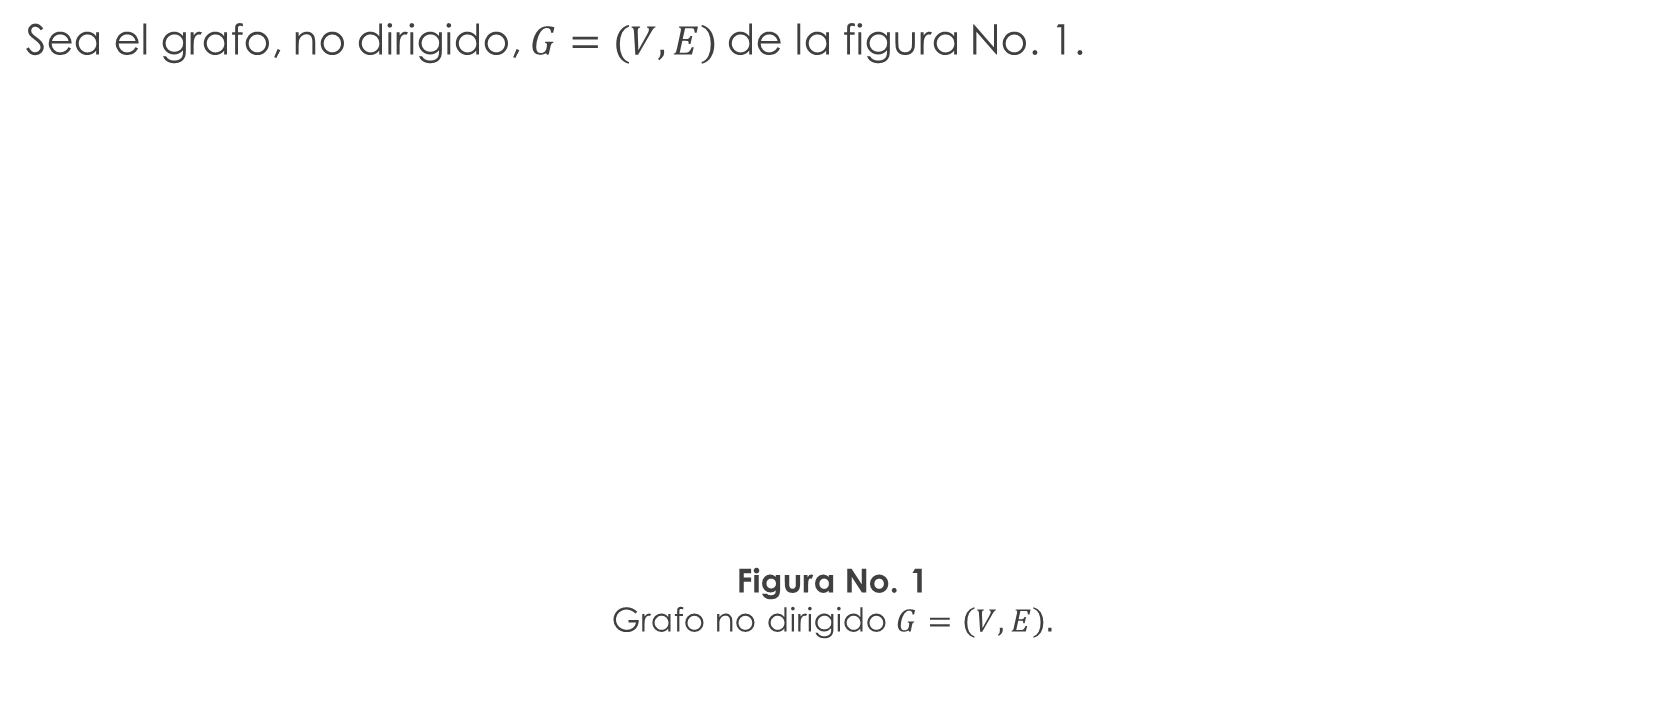 Sea el grafo, no dirigido, G = (V, E) de la figura No. 1.
Figura No. 1
Grafo no dirigido G = (V, E).